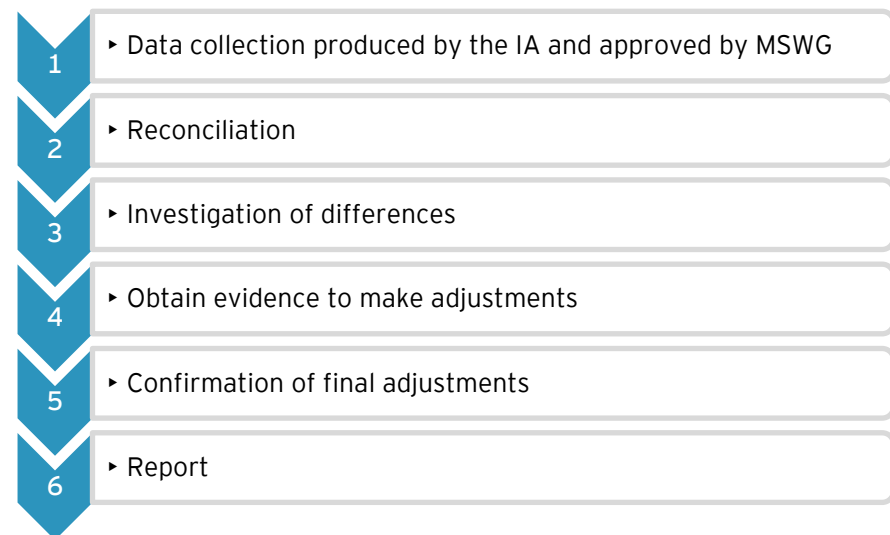 1
‣ Data collection produced by the IA and approved by MSWG
2
‣ Reconciliation
3
‣ Investigation of differences
4
‣ Obtain evidence to make adjustments
5
‣ Confirmation of final adjustments
6
‣ Report